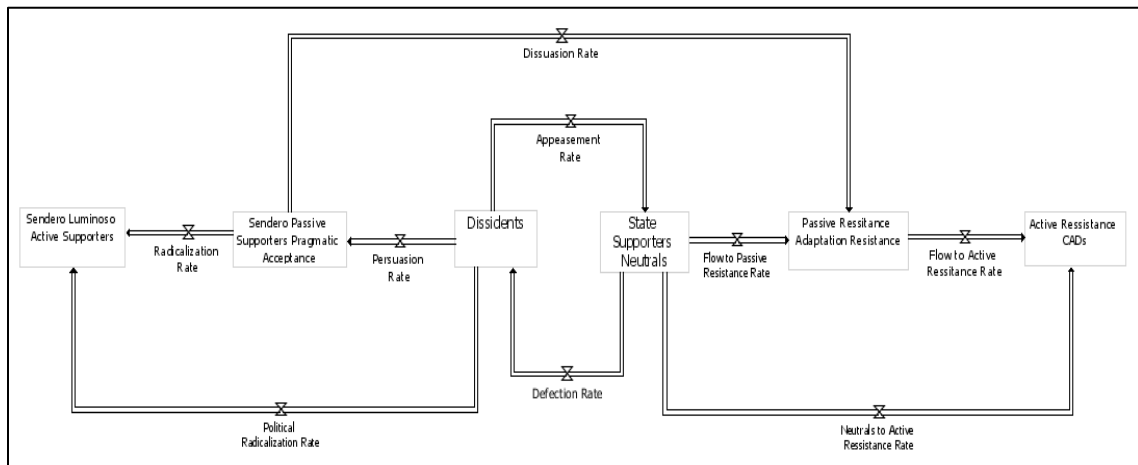 Dissuasion Rate
Appeasement
Rate
Sendero Luminoso
Active Supporters
Radicalization
Rate
Sendero Passive
Supporters Pragmatic
Acceptance
Persuasion
Rate
Dissidents
State
Supporters
Neutrals
Flow to Passive
Resistance Rate
Passive Ressitance
Adaptation Resistance
Flow to Active
Ressitance Rate
Active Ressistance
CADs
Defection Rate
Political
Radicalization Rate
Neutrals to Active
Ressistance Rate